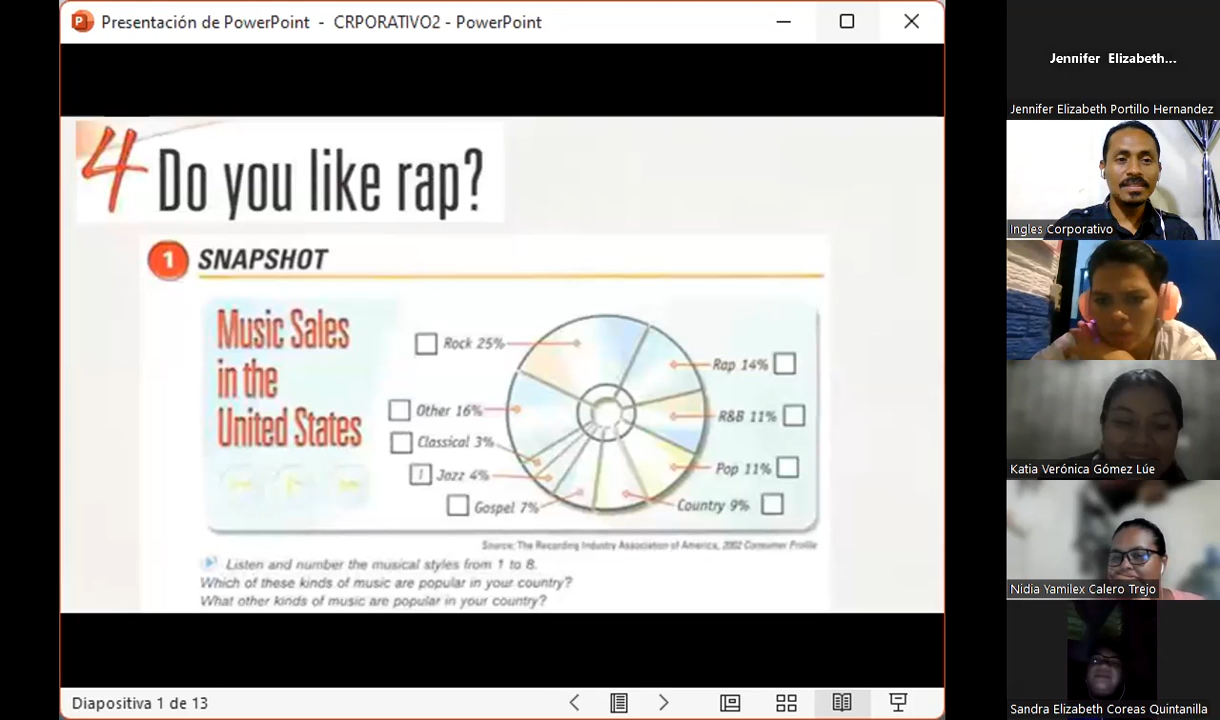 Presentación de PowerPoint - CRPORATIVO2 - PowerPoint
4 Do you like rap?
1 SNAPSHOT
Music Sales
in the
United States
Rock 25%
Other 16%
Classical 3%
1 Jazz 4%
Gospel 7%
Rap 14%
R&B 11%
Pop 11%
Country 9%
Source: The Recording Industry Association of America, 2002 Consumer Profile
Listen and number the musical styles from 1 to 8.
Which of these kinds of music are popular in your country?
What other kinds of music are popular in your country?
Diapositiva 1 de 13
Jennifer Elizabeth...
Jennifer Elizabeth Portillo Hernandez
Ingles Corporativo
Katia Verónica Gómez Lúe
Nidia Yamilex Calero Trejo
Sandra Elizabeth Coreas Quintanilla